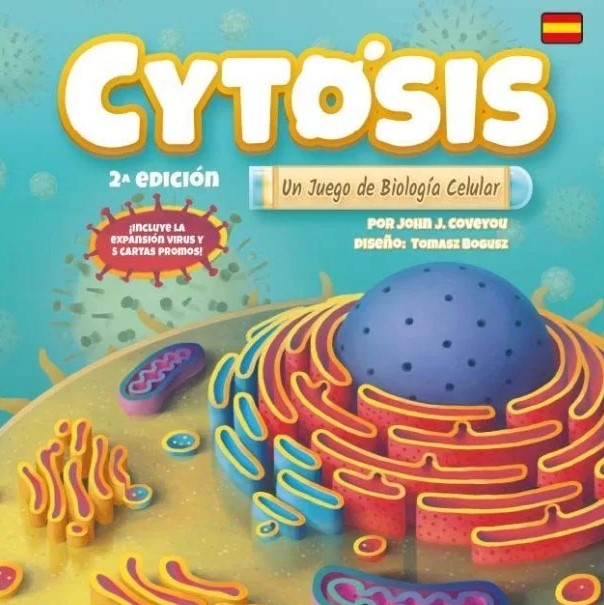 CYTOSIS
2ª EDICIÓN
Un Juego de Biología Celular
¡INCLUYE LA
EXPANSIÓN VIRUS Y
5 CARTAS PROMOS!
POR JOHN J. COVEYOU
DISEÑO: TOMASZ BOGUSZ